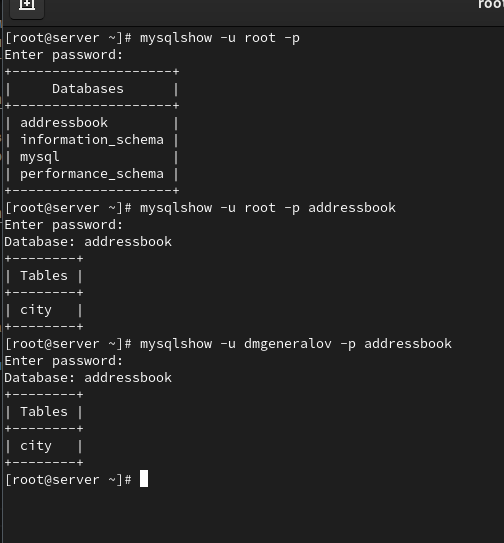 root
[root@server ~]# mysqlshow -u root -p
Enter password:
+--------------------+
|     Databases      |
+--------------------+
| addressbook        |
| information_schema |
| mysql              |
| performance_schema |
+--------------------+
[root@server ~]# mysqlshow -u root -p addressbook
Enter password:
Database: addressbook
+--------+
| Tables |
+--------+
| city   |
+--------+
[root@server ~]# mysqlshow -u dmgeneralov -p addressbook
Enter password:
Database: addressbook
+--------+
| Tables |
+--------+
| city   |
+--------+
[root@server ~]#